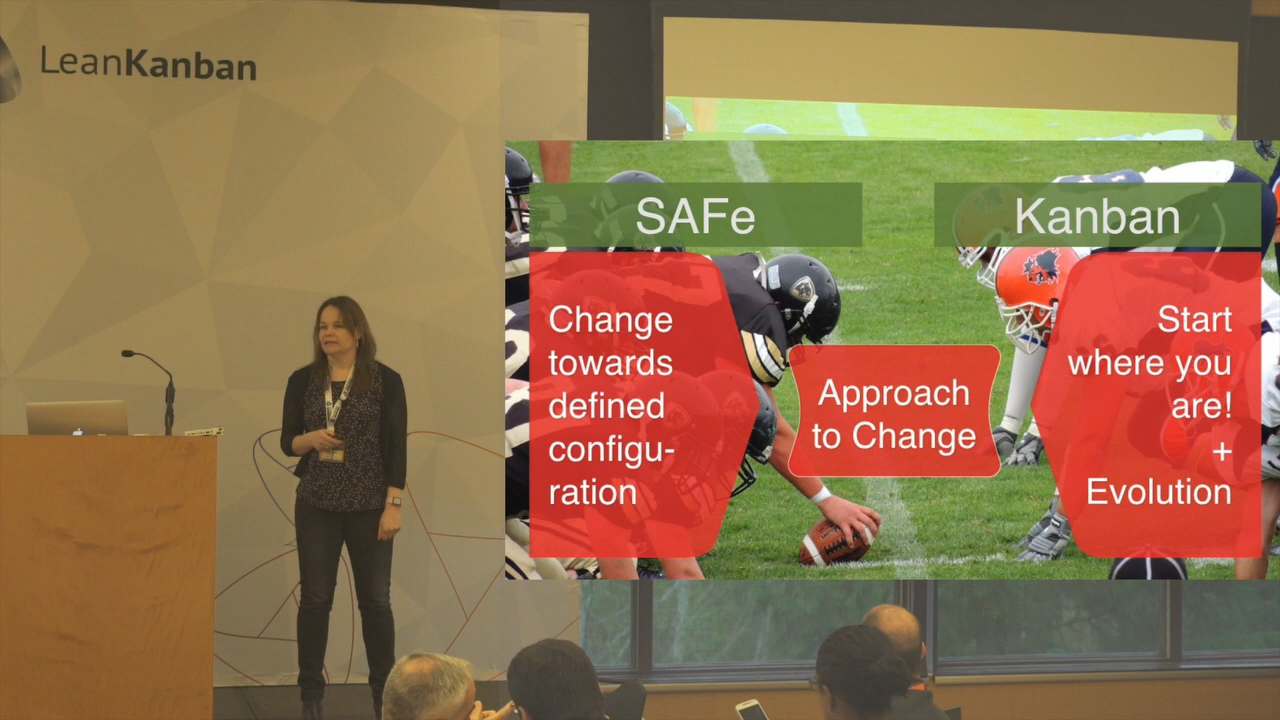 LeanKanban
SAFe
Kanban
Change
towards
defined
configu-
ration
Approach
to Change
Start
where you
are!
+
Evolution